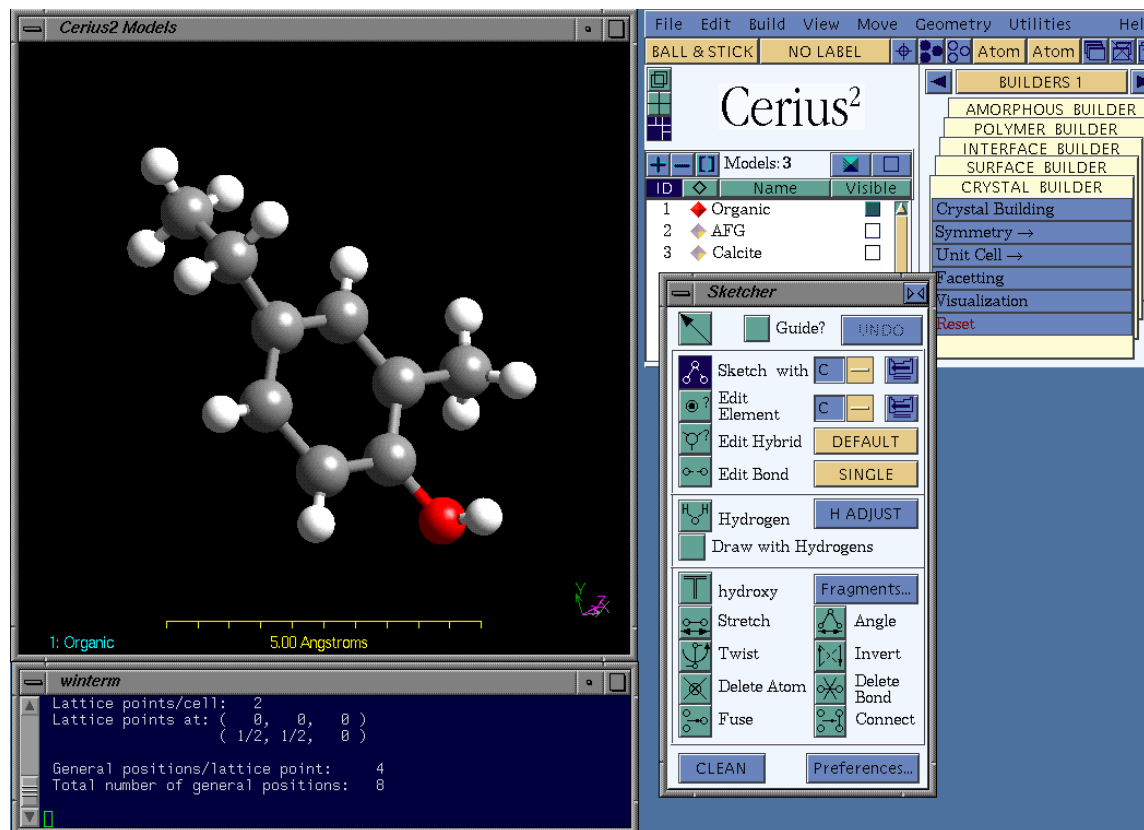 Cerius2 Models
1: Organic
5.00 Angstroms
Y
Z
X
winterm
Lattice points/cell: 2
Lattice points at: ( 0, 0, 0 )
( 1/2, 1/2, 0 )
General positions/lattice point: 4
Total number of general positions: 8
File Edit Build View Move Geometry Utilities Hel
BALL & STICK NO LABEL Atom Atom
Cerius²
Models: 3
ID Name Visible
1 Organic
2 AFG
3 Calcite
BUILDERS 1
AMORPHOUS BUILDER
POLYMER BUILDER
INTERFACE BUILDER
SURFACE BUILDER
CRYSTAL BUILDER
Crystal Building
Symmetry →
Unit Cell →
Facetting
Visualization
Reset
Sketcher
Guide? UNDO
Sketch with C
Edit Element C
Edit Hybrid DEFAULT
Edit Bond SINGLE
H H Hydrogen H ADJUST
Draw with Hydrogens
hydroxy Fragments...
Stretch Angle
Twist Invert
Delete Atom Delete Bond
Fuse Connect
CLEAN Preferences...